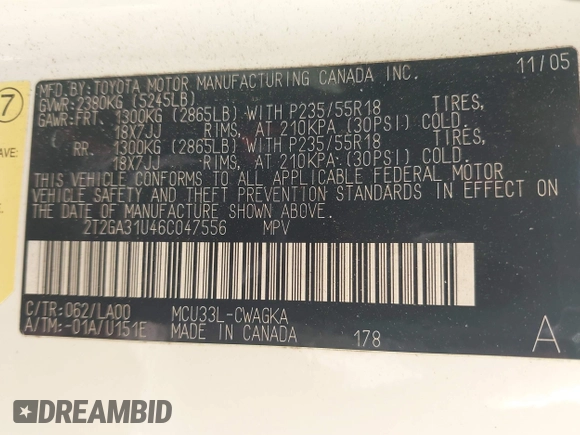 MFD.BY:TOYOTA MOTOR MANUFACTURING CANADA INC. 11/05
GVWR:2380KG (5245LB)
GAWR:FRT. 1300KG (2865LB) WITH P235/55R18 TIRES,
18X7JJ RIMS, AT 210KPA (30PSI) COLD.
RR. 1300KG (2865LB) WITH P235/55R18 TIRES,
18X7JJ RIMS, AT 210KPA (30PSI) COLD.
THIS VEHICLE CONFORMS TO ALL APPLICABLE FEDERAL MOTOR
VEHICLE SAFETY AND THEFT PREVENTION STANDARDS IN EFFECT ON
THE DATE OF MANUFACTURE SHOWN ABOVE.
2T2GA31U46C047556 MPV
C/TR:062/LA00 MCU33L-CWAGKA
A/TM:-01A/U151E MADE IN CANADA 178 A
7
AVE:
DREAMBID